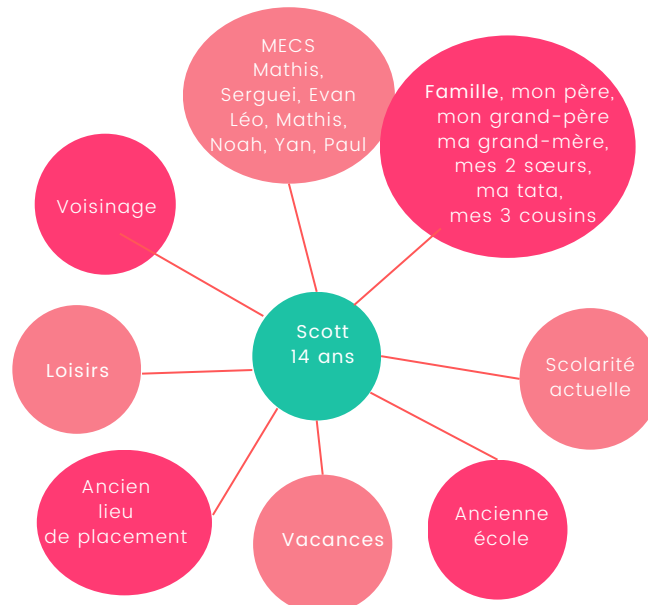 MECS
Mathis,
Serguei, Evan
Léo, Mathis,
Noah, Yan, Paul
Famille, mon père,
mon grand-père
ma grand-mère,
mes 2 sœurs,
ma tata,
mes 3 cousins
Voisinage
Scott
14 ans
Loisirs
Scolarité
actuelle
Ancien
lieu
de placement
Vacances
Ancienne
école